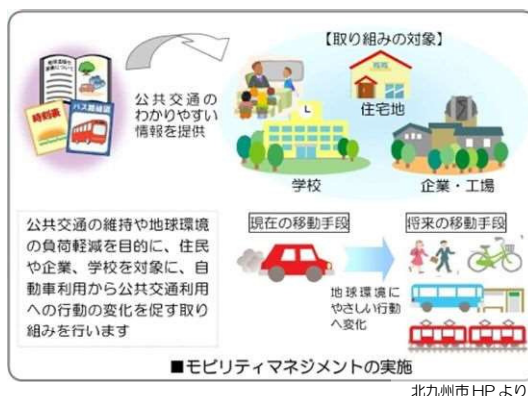 【取り組みの対象】
公共交通の
わかりやすい
情報を提供
時刻表
バス路線図
住宅地
学校
企業・工場
公共交通の維持や地球環境
の負荷軽減を目的に、住民
や企業、学校を対象に、自
動車利用から公共交通利用
への行動の変化を促す取り
組みを行います
現在の移動手段
将来の移動手段
地球環境に
やさしい行動
へ変化
■モビリティマネジメントの実施
北九州市HPより